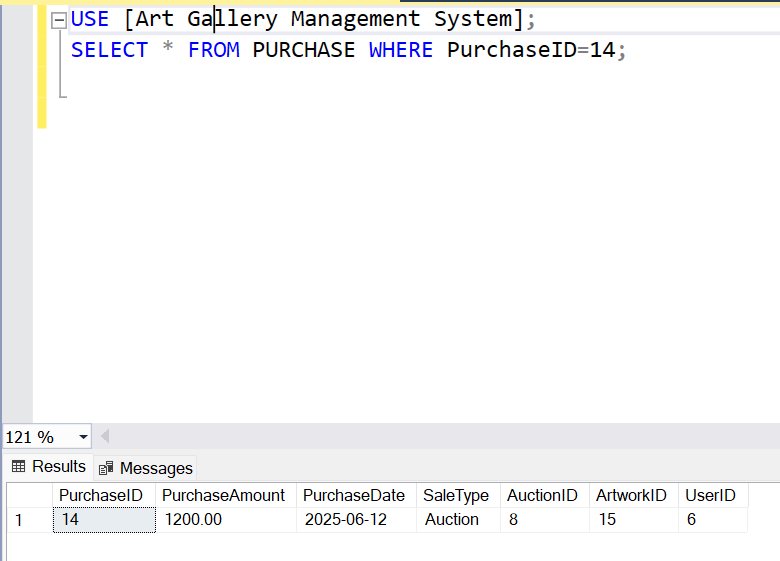 USE [Art Gallery Management System];
SELECT * FROM PURCHASE WHERE PurchaseID=14;
121 %
Results Messages
PurchaseID PurchaseAmount PurchaseDate SaleType AuctionID ArtworkID UserID
1 14 1200.00 2025-06-12 Auction 8 15 6